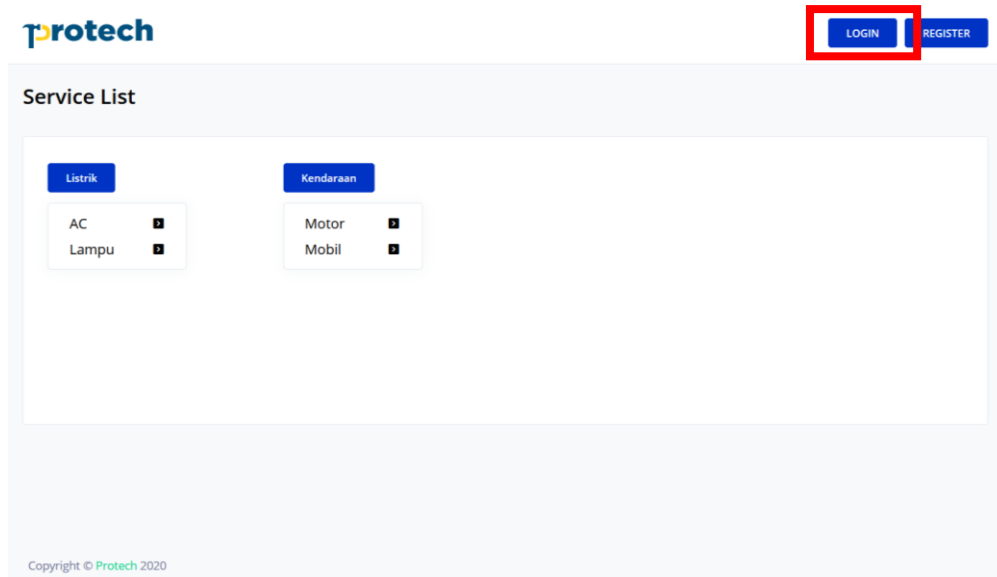 Protech
LOGIN
REGISTER
Service List
Listrik
AC
Lampu
Kendaraan
Motor
Mobil
Copyright © Protech 2020